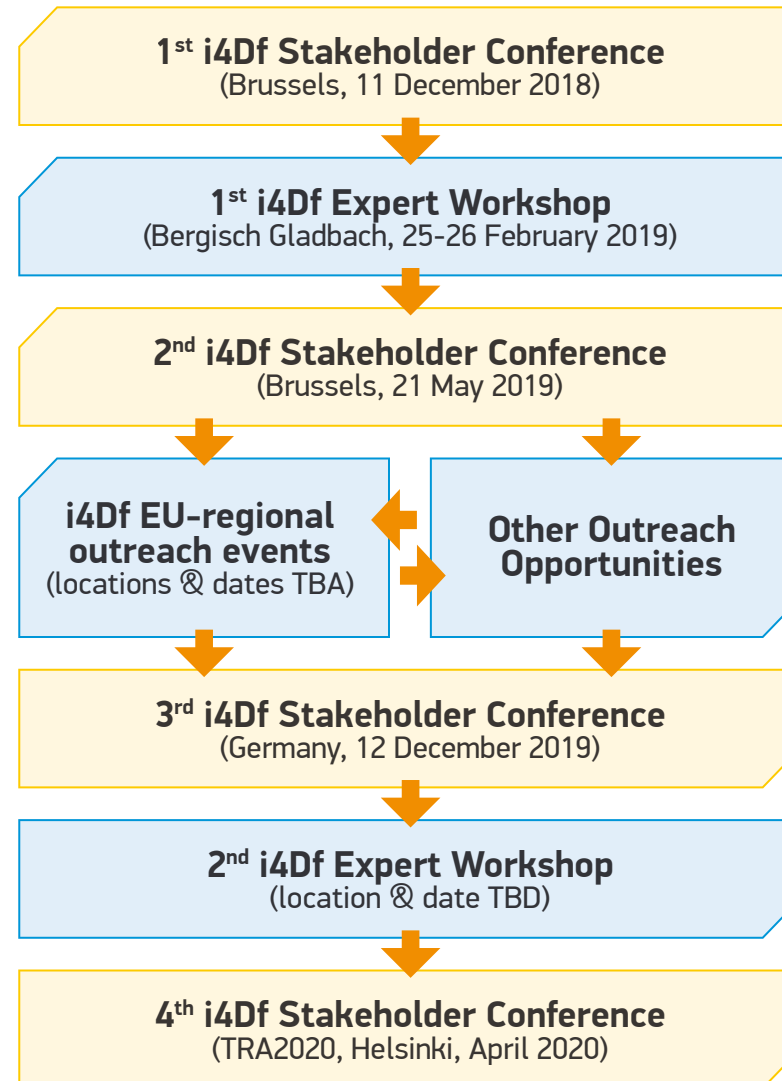 1st i4Df Stakeholder Conference
(Brussels, 11 December 2018)
1st i4Df Expert Workshop
(Bergisch Gladbach, 25-26 February 2019)
2nd i4Df Stakeholder Conference
(Brussels, 21 May 2019)
i4Df EU-regional
outreach events
(locations & dates TBA)
Other Outreach
Opportunities
3rd i4Df Stakeholder Conference
(Germany, 12 December 2019)
2nd i4Df Expert Workshop
(location & date TBD)
4th i4Df Stakeholder Conference
(TRA2020, Helsinki, April 2020)